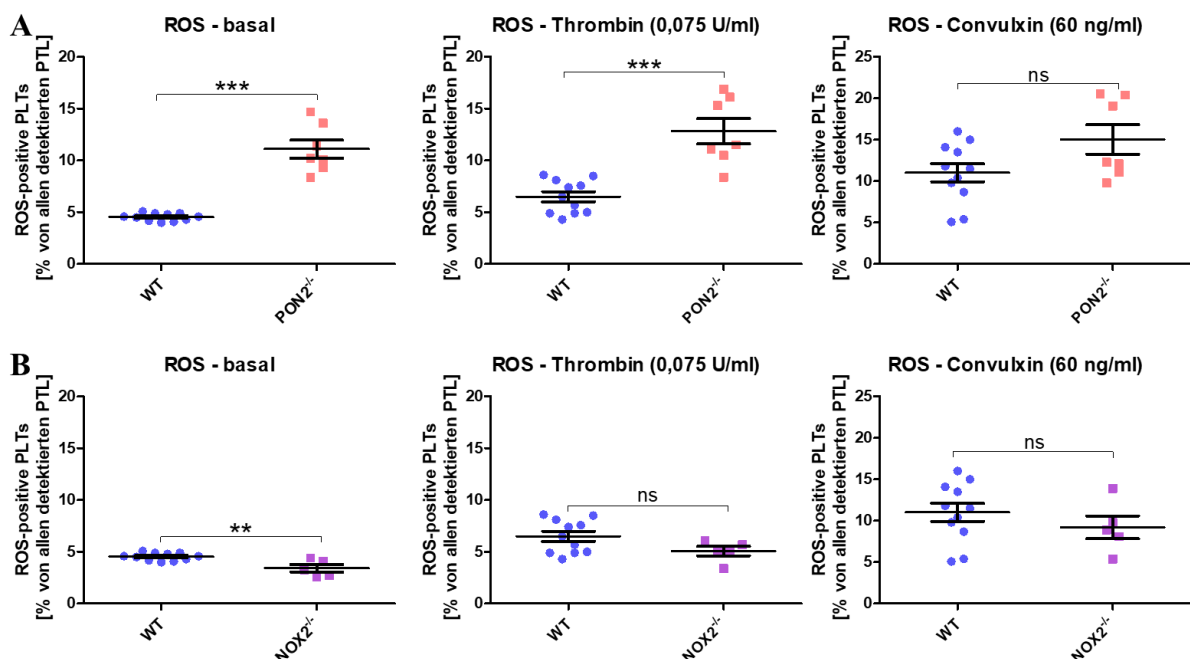 A
ROS - basal
ROS-positive PLTs
[% von allen detektierten PTL]
20
15
10
5
0
***
WT
PON2-/-
ROS - Thrombin (0,075 U/ml)
ROS-positive PLTs
[% von allen detektierten PTL]
20
15
10
5
0
***
WT
PON2-/-
ROS - Convulxin (60 ng/ml)
ROS-positive PLTs
[% von allen detektierten PTL]
25
20
15
10
5
0
ns
WT
PON2-/-
B
ROS - basal
ROS-positive PLTs
[% von allen detektierten PTL]
20
15
10
5
0
**
WT
NOX2-/-
ROS - Thrombin (0,075 U/ml)
ROS-positive PLTs
[% von allen detektierten PTL]
20
15
10
5
0
ns
WT
NOX2-/-
ROS - Convulxin (60 ng/ml)
ROS-positive PLTs
[% von allen detektierten PTL]
25
20
15
10
5
0
ns
WT
NOX2-/-